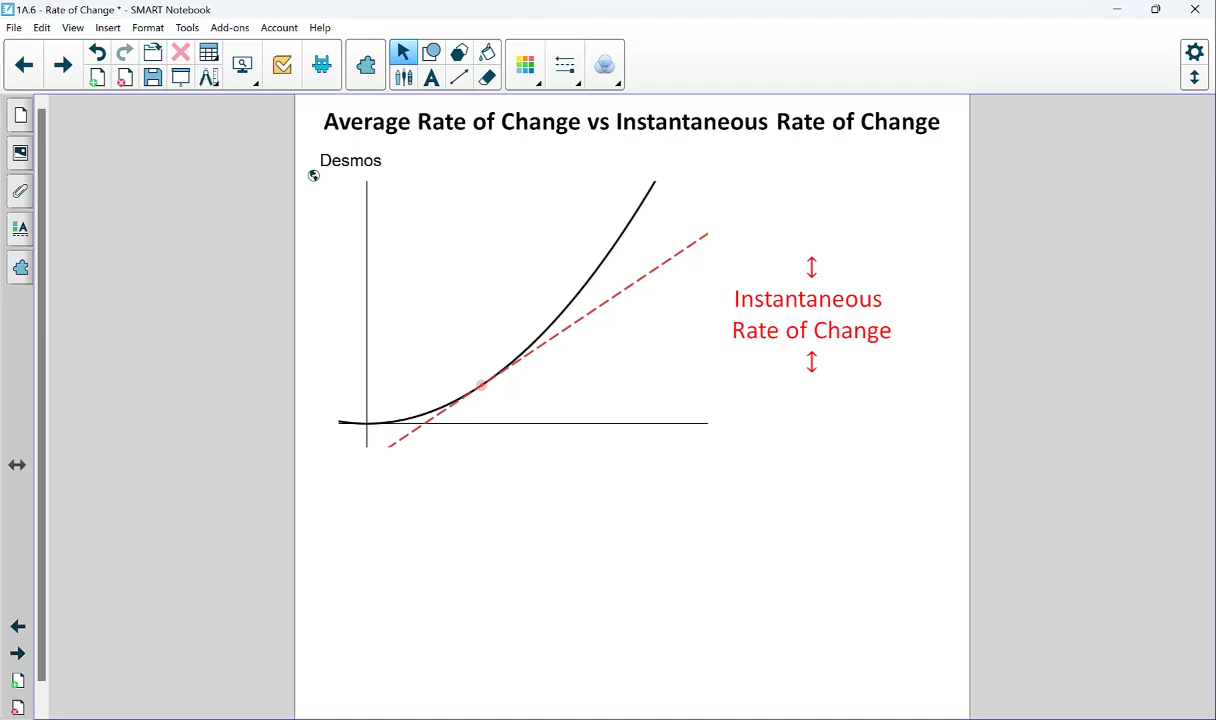 1A.6 - Rate of Change * - SMART Notebook
File Edit View Insert Format Tools Add-ons Account Help
Average Rate of Change vs Instantaneous Rate of Change
Desmos
Instantaneous
Rate of Change